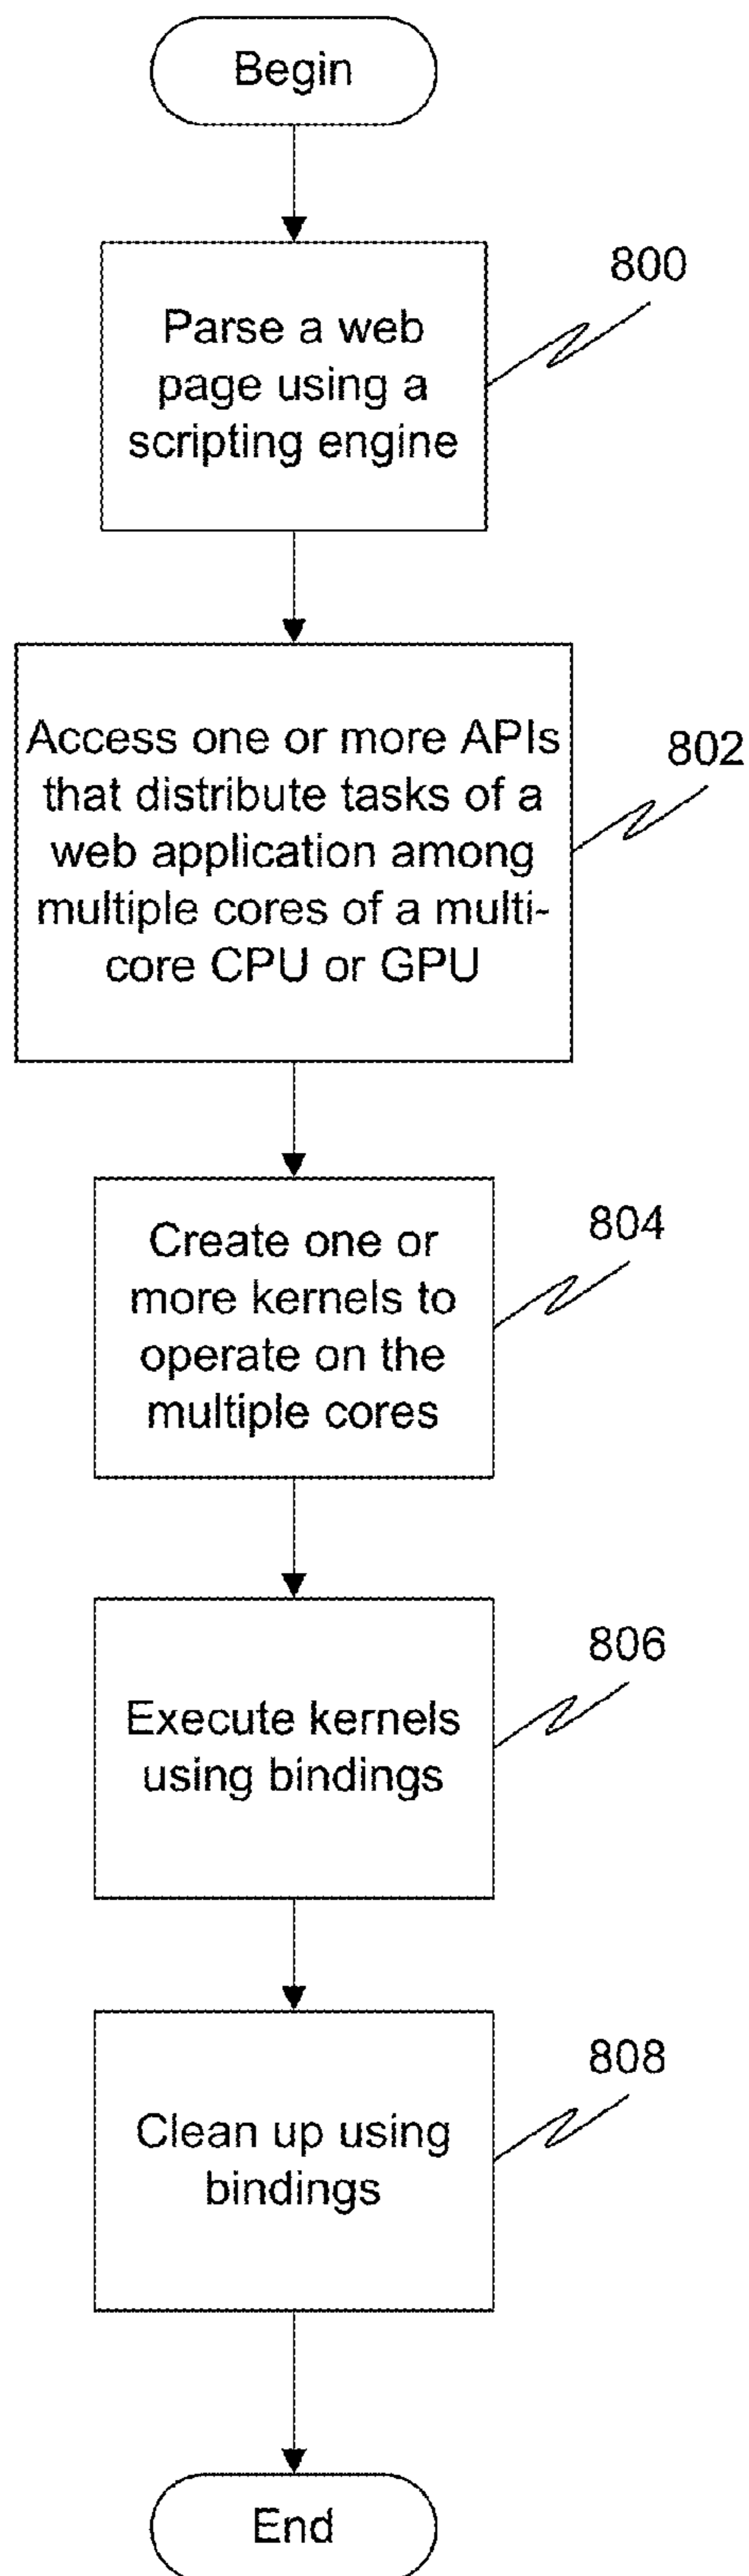 Begin
800
Parse a web
page using a
scripting engine
802
Access one or more APIs
that distribute tasks of a
web application among
multiple cores of a multi-
core CPU or GPU
804
Create one or
more kernels to
operate on the
multiple cores
806
Execute kernels
using bindings
808
Clean up using
bindings
End